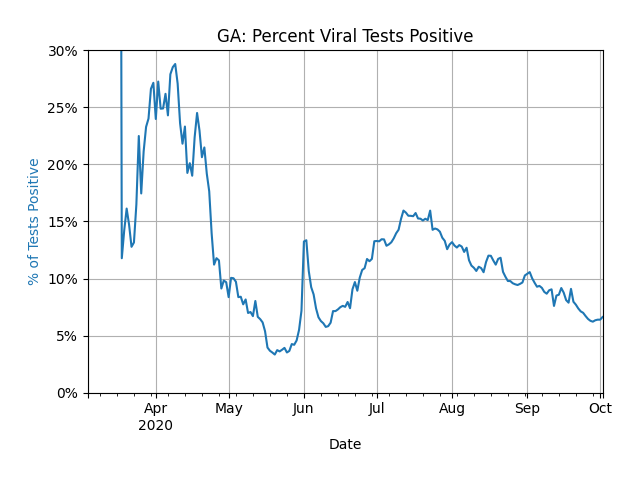 GA: Percent Viral Tests Positive
30%
25%
20%
15%
10%
5%
0%
% of Tests Positive
Apr May Jun Jul Aug Sep Oct
2020
Date